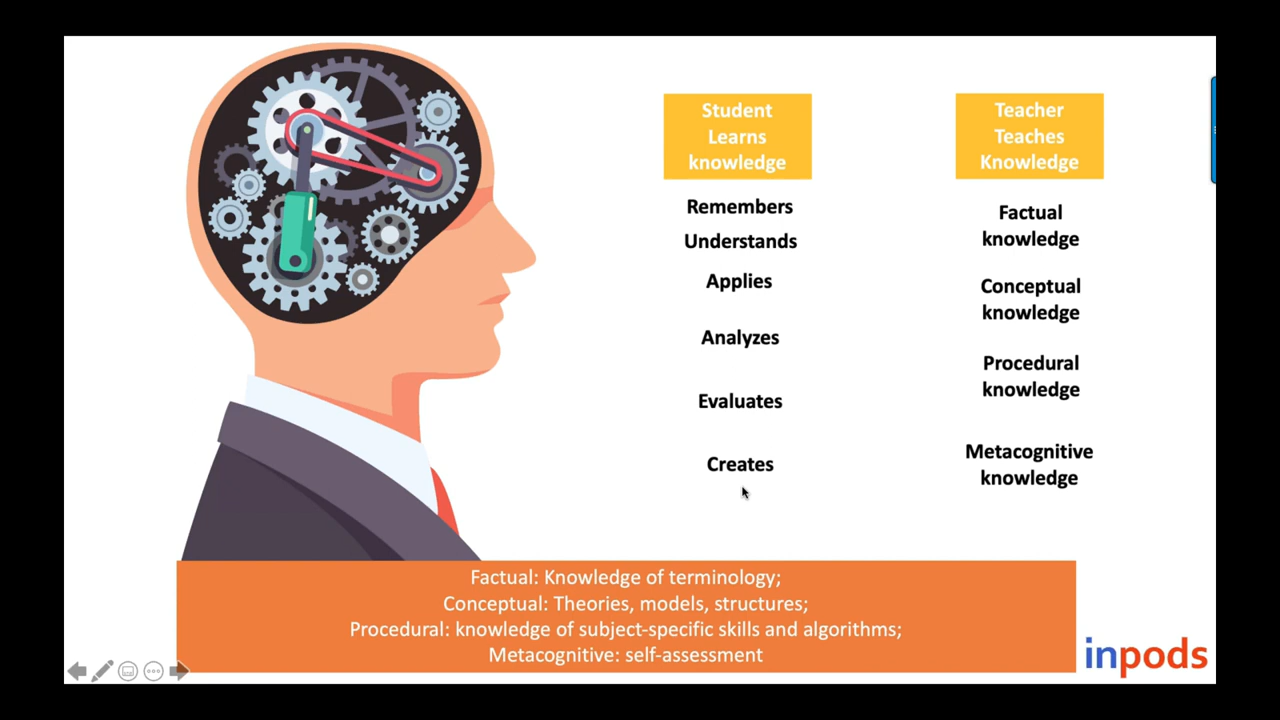 Student
Learns
knowledge
Remembers
Understands
Applies
Analyzes
Evaluates
Creates
Teacher
Teaches
Knowledge
Factual
knowledge
Conceptual
knowledge
Procedural
knowledge
Metacognitive
knowledge
Factual: Knowledge of terminology;
Conceptual: Theories, models, structures;
Procedural: knowledge of subject-specific skills and algorithms;
Metacognitive: self-assessment
inpods